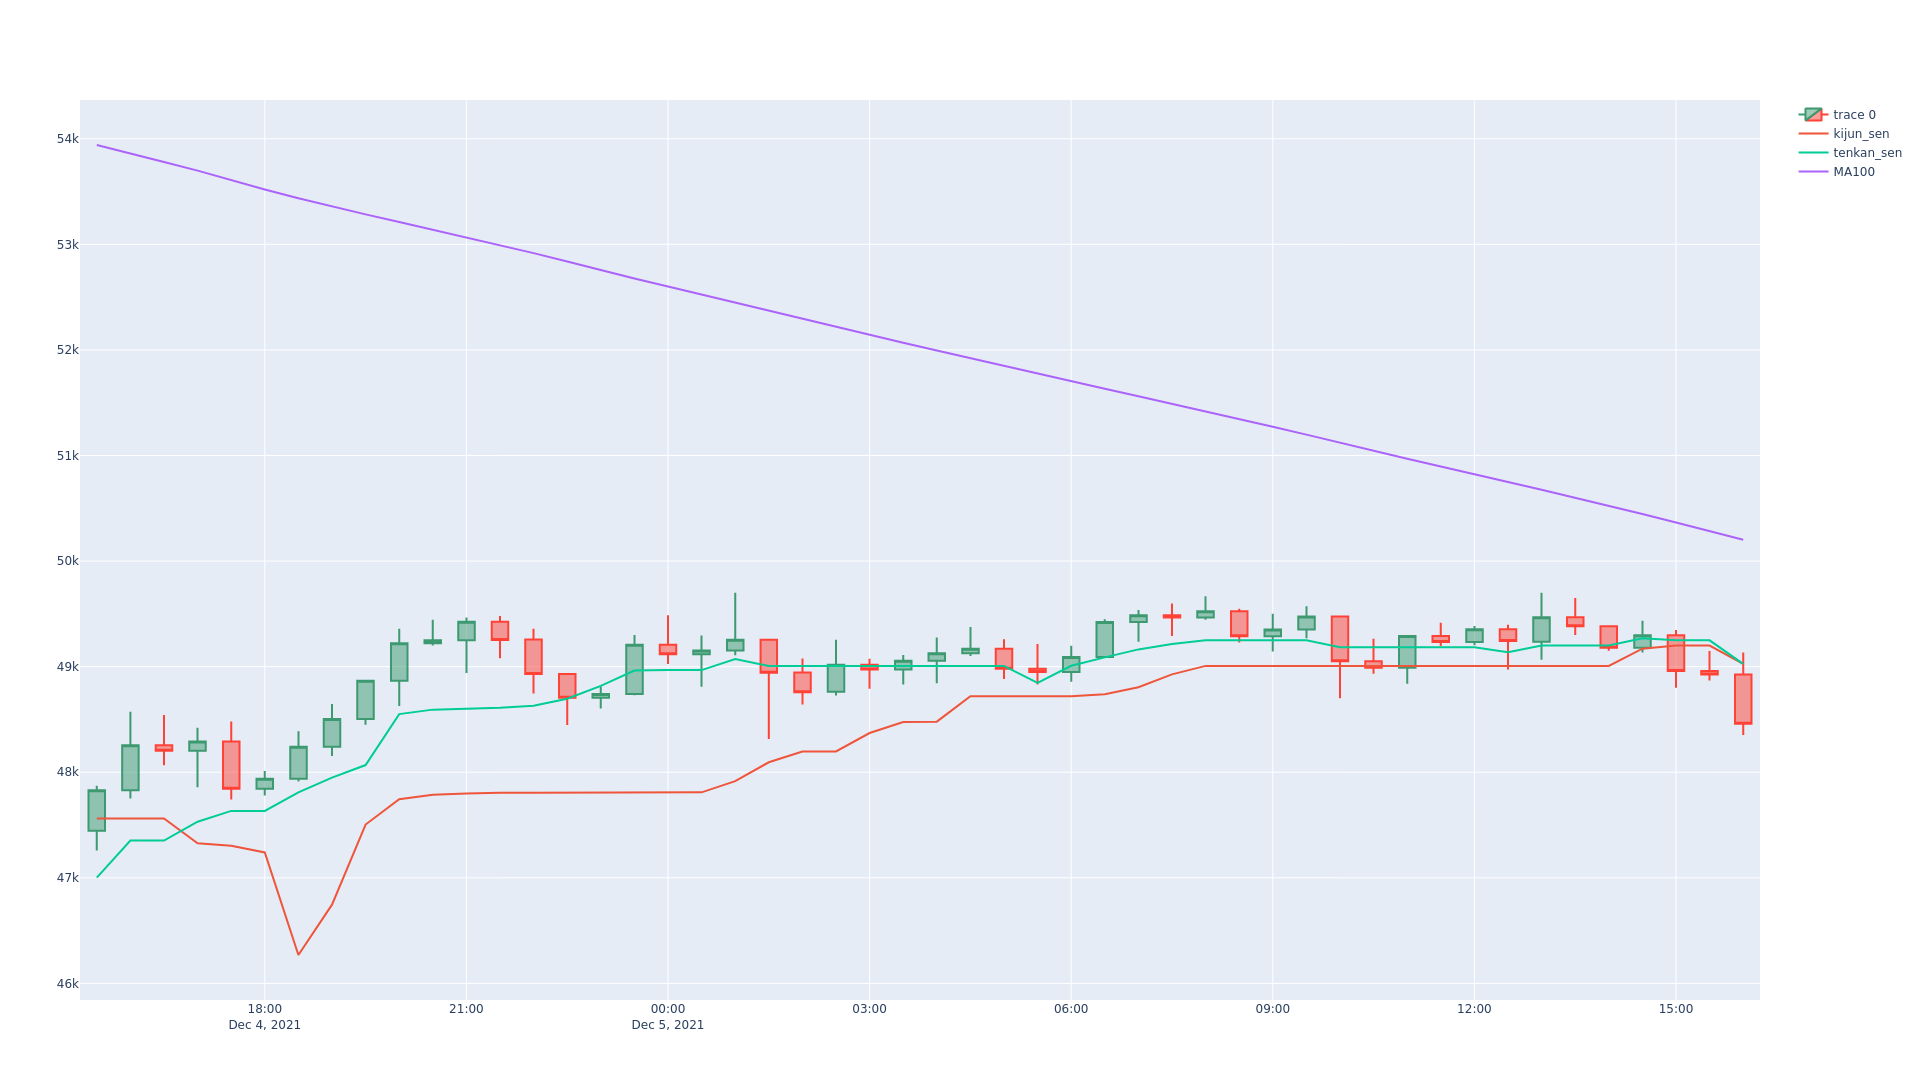 54k
53k
52k
51k
50k
49k
48k
47k
46k
18:00
Dec 4, 2021
21:00
00:00
Dec 5, 2021
03:00
06:00
09:00
12:00
15:00
trace 0
kijun_sen
tenkan_sen
MA100